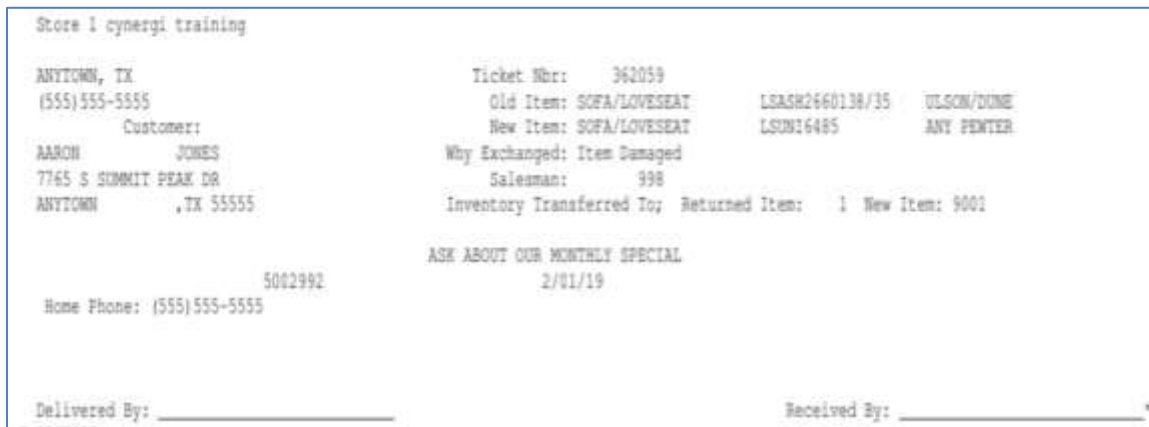 Store 1 cynergi training
ANYTOWN, TX Ticket Nbr: 362059
(555)555-5555 Old Item: SOFA/LOVESEAT LSASH2660138/35 ULSON/DUNE
Customer: New Item: SOFA/LOVESEAT LSUNI6485 ANY PEWTER
AARON JONES Why Exchanged: Item Damaged
7765 S SUMMIT PEAK DR Salesman: 998
ANYTOWN ,TX 55555 Inventory Transferred To; Returned Item: 1 New Item: 9001
ASK ABOUT OUR MONTHLY SPECIAL
5002992 2/01/19
Home Phone: (555)555-5555
Delivered By: Received By: